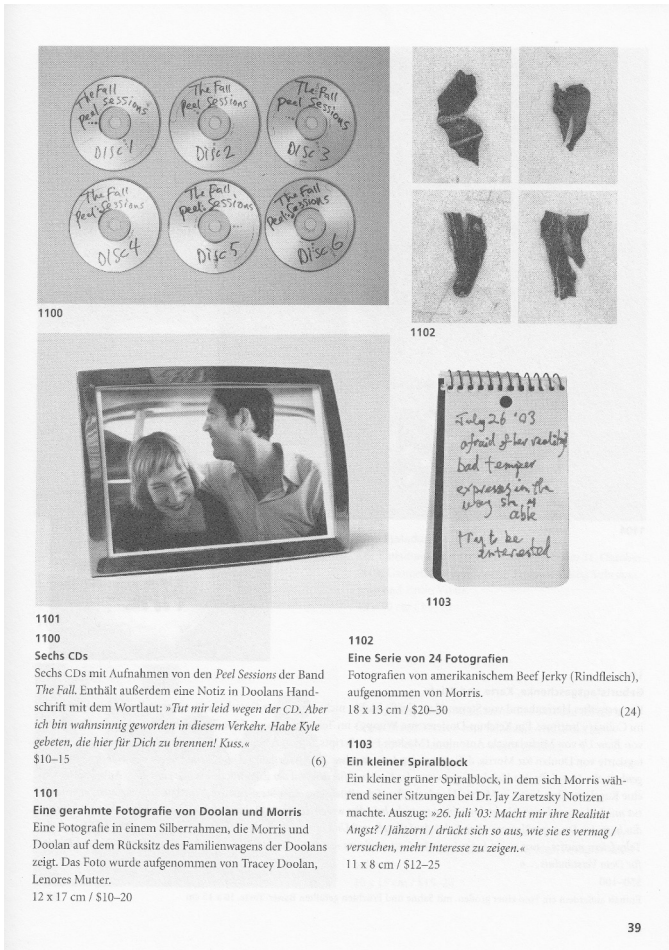 The Fall
peel sessions
Disc 1
The Fall
peel Sessions
Disc 2
The Fall
peel Sessions
Disc 3
The Fall
peel Sessions
Disc 4
The Fall
peel Sessions
Disc 5
The Fall
peel Sessions
Disc 6
1100
1102
July 26 '03
afraid of her reality?
bad temper
expresses in the
way she is
able
try to be
interested
1103
1101
1100
Sechs CDs
Sechs CDs mit Aufnahmen von den Peel Sessions der Band
The Fall. Enthält außerdem eine Notiz in Doolans Hand-
schrift mit dem Wortlaut: »Tut mir leid wegen der CD. Aber
ich bin wahnsinnig geworden in diesem Verkehr. Habe Kyle
gebeten, die hier für Dich zu brennen! Kuss.«
$10–15 (6)
1101
Eine gerahmte Fotografie von Doolan und Morris
Eine Fotografie in einem Silberrahmen, die Morris und
Doolan auf dem Rücksitz des Familienwagens der Doolans
zeigt. Das Foto wurde aufgenommen von Tracey Doolan,
Lenores Mutter.
12 x 17 cm / $10–20
1102
Eine Serie von 24 Fotografien
Fotografien von amerikanischem Beef Jerky (Rindfleisch),
aufgenommen von Morris.
18 x 13 cm / $20–30 (24)
1103
Ein kleiner Spiralblock
Ein kleiner grüner Spiralblock, in dem sich Morris wäh-
rend seiner Sitzungen bei Dr. Jay Zaretzsky Notizen
machte. Auszug: »26. Juli ’03: Macht mir ihre Realität
Angst? / Jähzorn / drückt sich so aus, wie sie es vermag /
versuchen, mehr Interesse zu zeigen.«
11 x 8 cm / $12–25
39